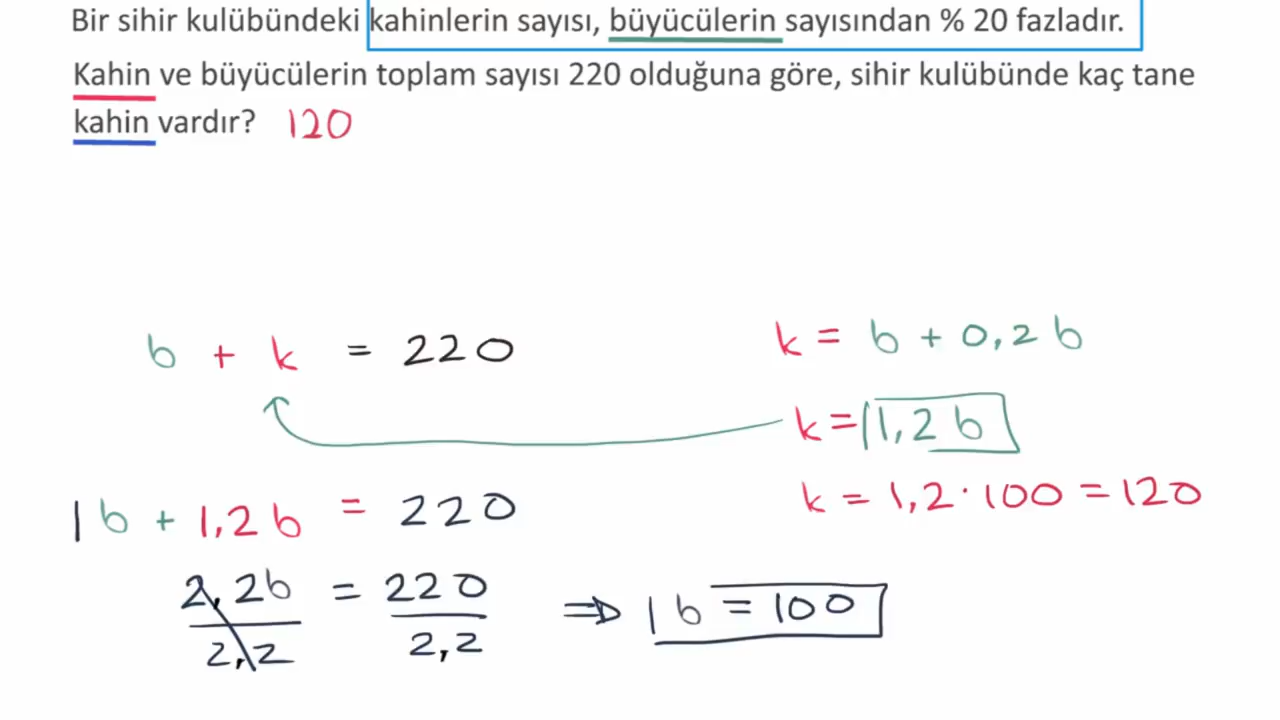 Bir sihir kulübündeki kahinlerin sayısı, büyücülerin sayısından % 20 fazladır.
Kahin ve büyücülerin toplam sayısı 220 olduğuna göre, sihir kulübünde kaç tane
kahin vardır? 120
b + k = 220
k = b + 0,2 b
k = 1,2 b
k = 1,2 · 100 = 120
1 b + 1,2 b = 220
2,2b = 220 ⇒ 1 b = 100
2,2 2,2